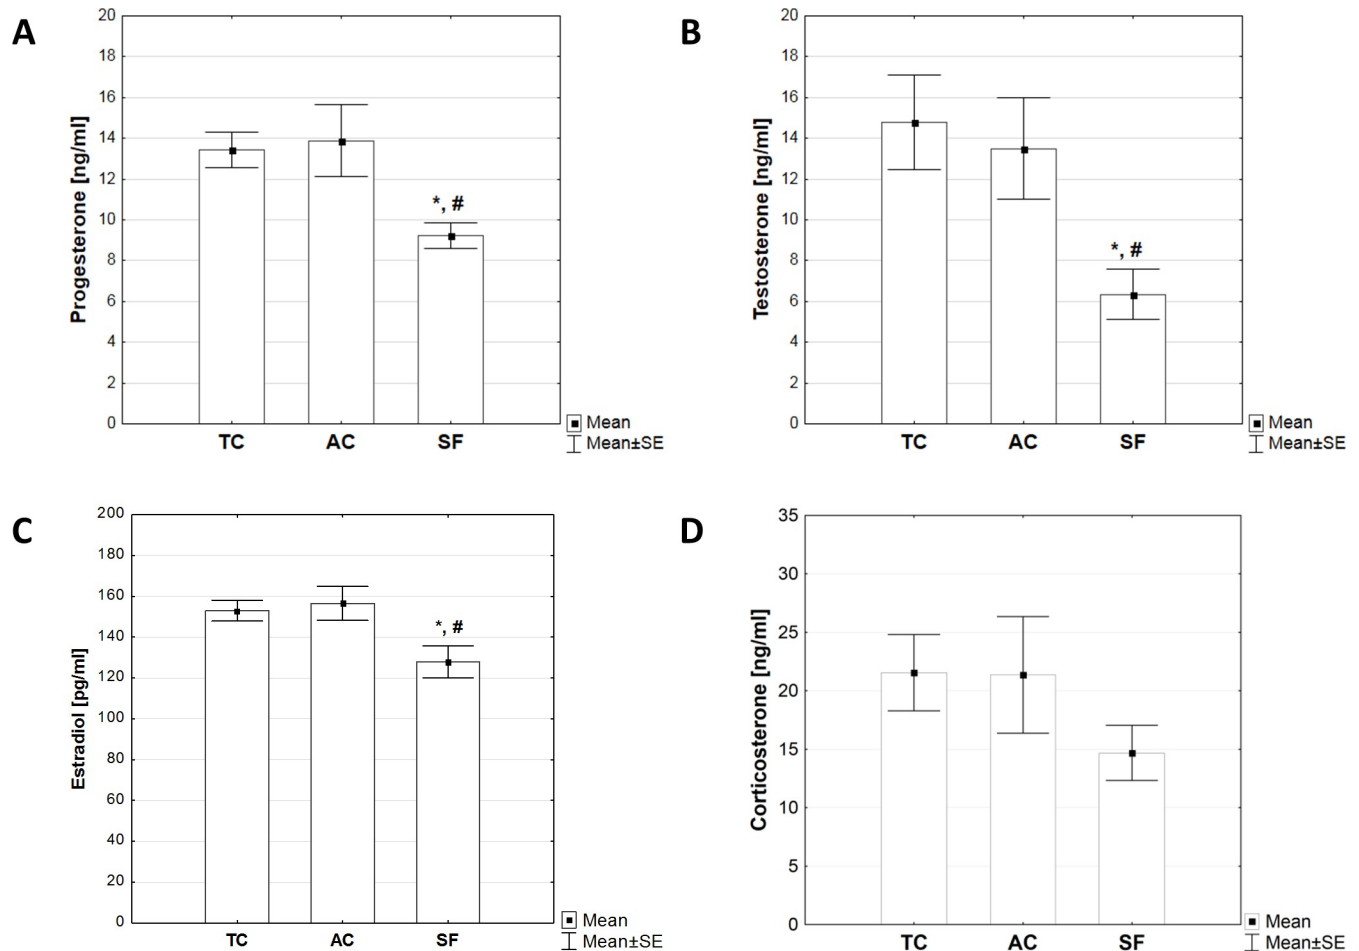 A
Progesterone [ng/ml]
20
18
16
14
12
10
8
6
4
2
0
*, #
TC AC SF
Mean
Mean±SE
B
Testosterone [ng/ml]
20
18
16
14
12
10
8
6
4
2
0
*, #
TC AC SF
Mean
Mean±SE
C
Estradiol [pg/ml]
200
180
160
140
120
100
80
60
40
20
0
*, #
TC AC SF
Mean
Mean±SE
D
Corticosterone [ng/ml]
35
30
25
20
15
10
5
0
TC AC SF
Mean
Mean±SE